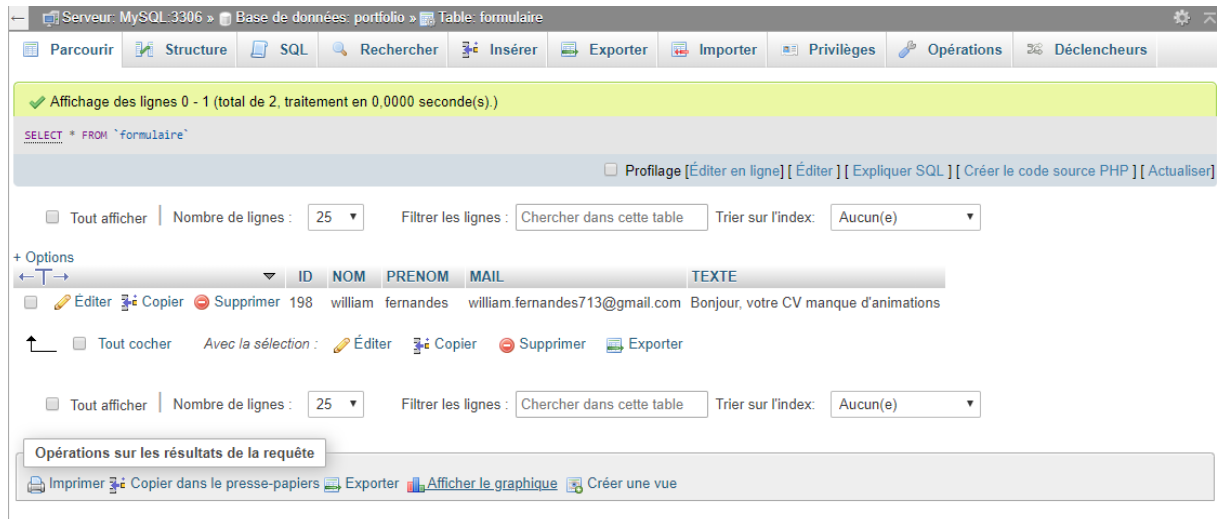 Serveur: MySQL:3306 » Base de données: portfolio » Table: formulaire
Parcourir Structure SQL Rechercher Insérer Exporter Importer Privilèges Opérations Déclencheurs
Affichage des lignes 0 - 1 (total de 2, traitement en 0,0000 seconde(s).)
SELECT * FROM `formulaire`
Profilage [Éditer en ligne] [ Éditer ] [ Expliquer SQL ] [ Créer le code source PHP ] [ Actualiser]
Tout afficher | Nombre de lignes : 25 Filtrer les lignes : Chercher dans cette table Trier sur l'index: Aucun(e)
+ Options
←T→ ID NOM PRENOM MAIL TEXTE
Éditer Copier Supprimer 198 william fernandes william.fernandes713@gmail.com Bonjour, votre CV manque d'animations
Tout cocher Avec la sélection : Éditer Copier Supprimer Exporter
Tout afficher | Nombre de lignes : 25 Filtrer les lignes : Chercher dans cette table Trier sur l'index: Aucun(e)
Opérations sur les résultats de la requête
Imprimer Copier dans le presse-papiers Exporter Afficher le graphique Créer une vue